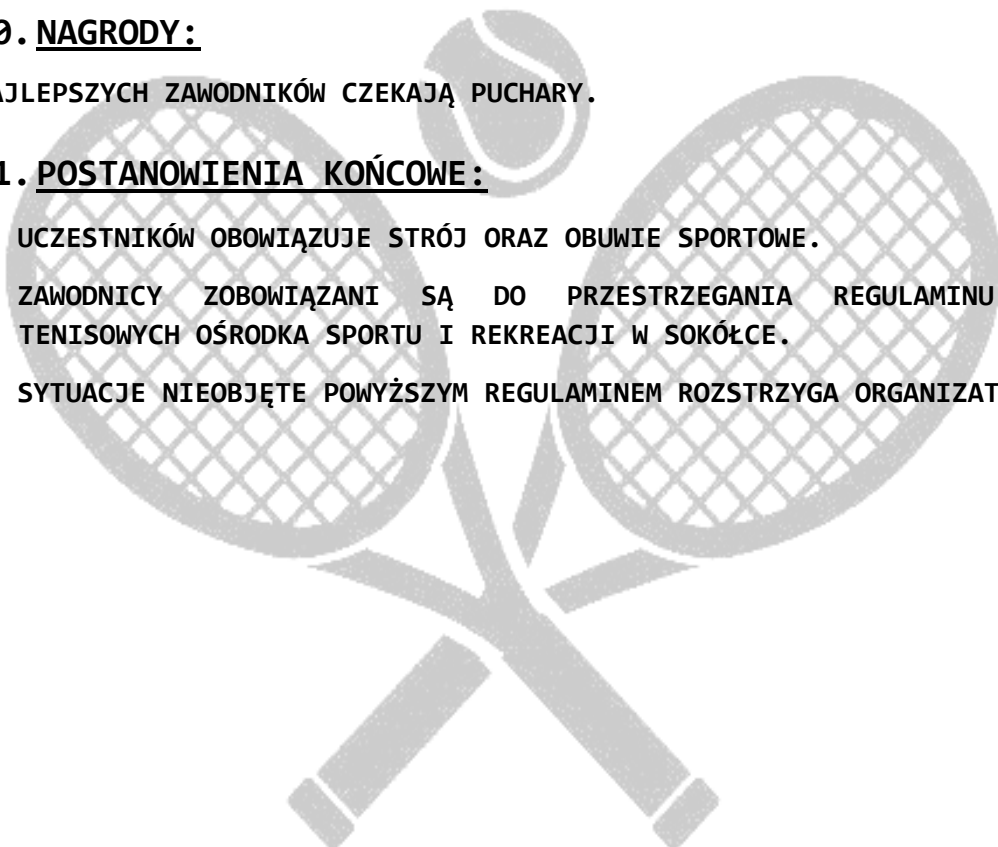 0. NAGRODY:
AJLEPSZYCH ZAWODNIKÓW CZEKAJĄ PUCHARY.
1. POSTANOWIENIA KOŃCOWE:
UCZESTNIKÓW OBOWIĄZUJE STRÓJ ORAZ OBUWIE SPORTOWE.
ZAWODNICY ZOBOWIĄZANI SĄ DO PRZESTRZEGANIA REGULAMINU
TENISOWYCH OŚRODKA SPORTU I REKREACJI W SOKÓŁCE.
SYTUACJE NIEOBJĘTE POWYŻSZYM REGULAMINEM ROZSTRZYGA ORGANIZAT